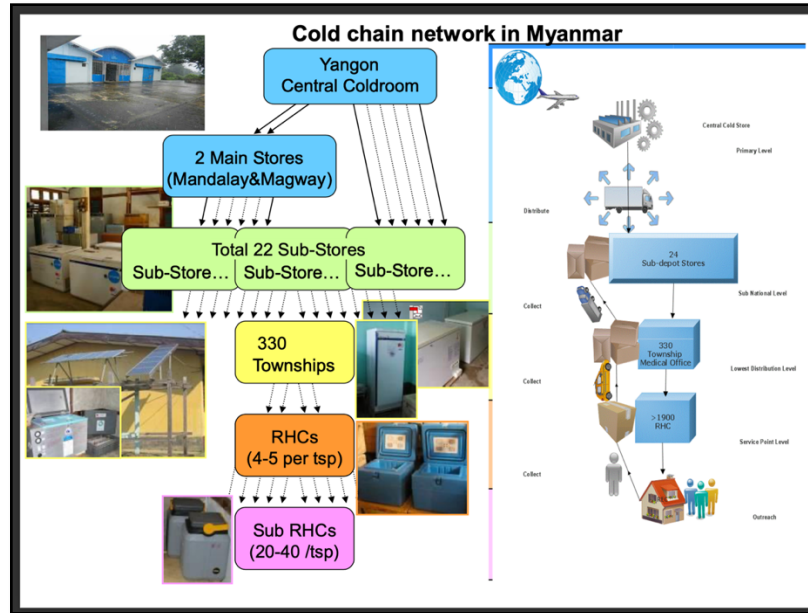 Cold chain network in Myanmar
Yangon
Central Coldroom
2 Main Stores
(Mandalay&Magway)
Total 22 Sub-Stores
Sub-Store…
Sub-Store…
Sub-Store…
330
Townships
RHCs
(4-5 per tsp)
Sub RHCs
(20-40 /tsp)
Central Cold Store
Primary Level
Distribute
24
Sub-depot Stores
Sub National Level
Collect
330
Township
Medical Office
Lowest Distribution Level
Collect
>1900
RHC
Service Point Level
Collect
Outreach